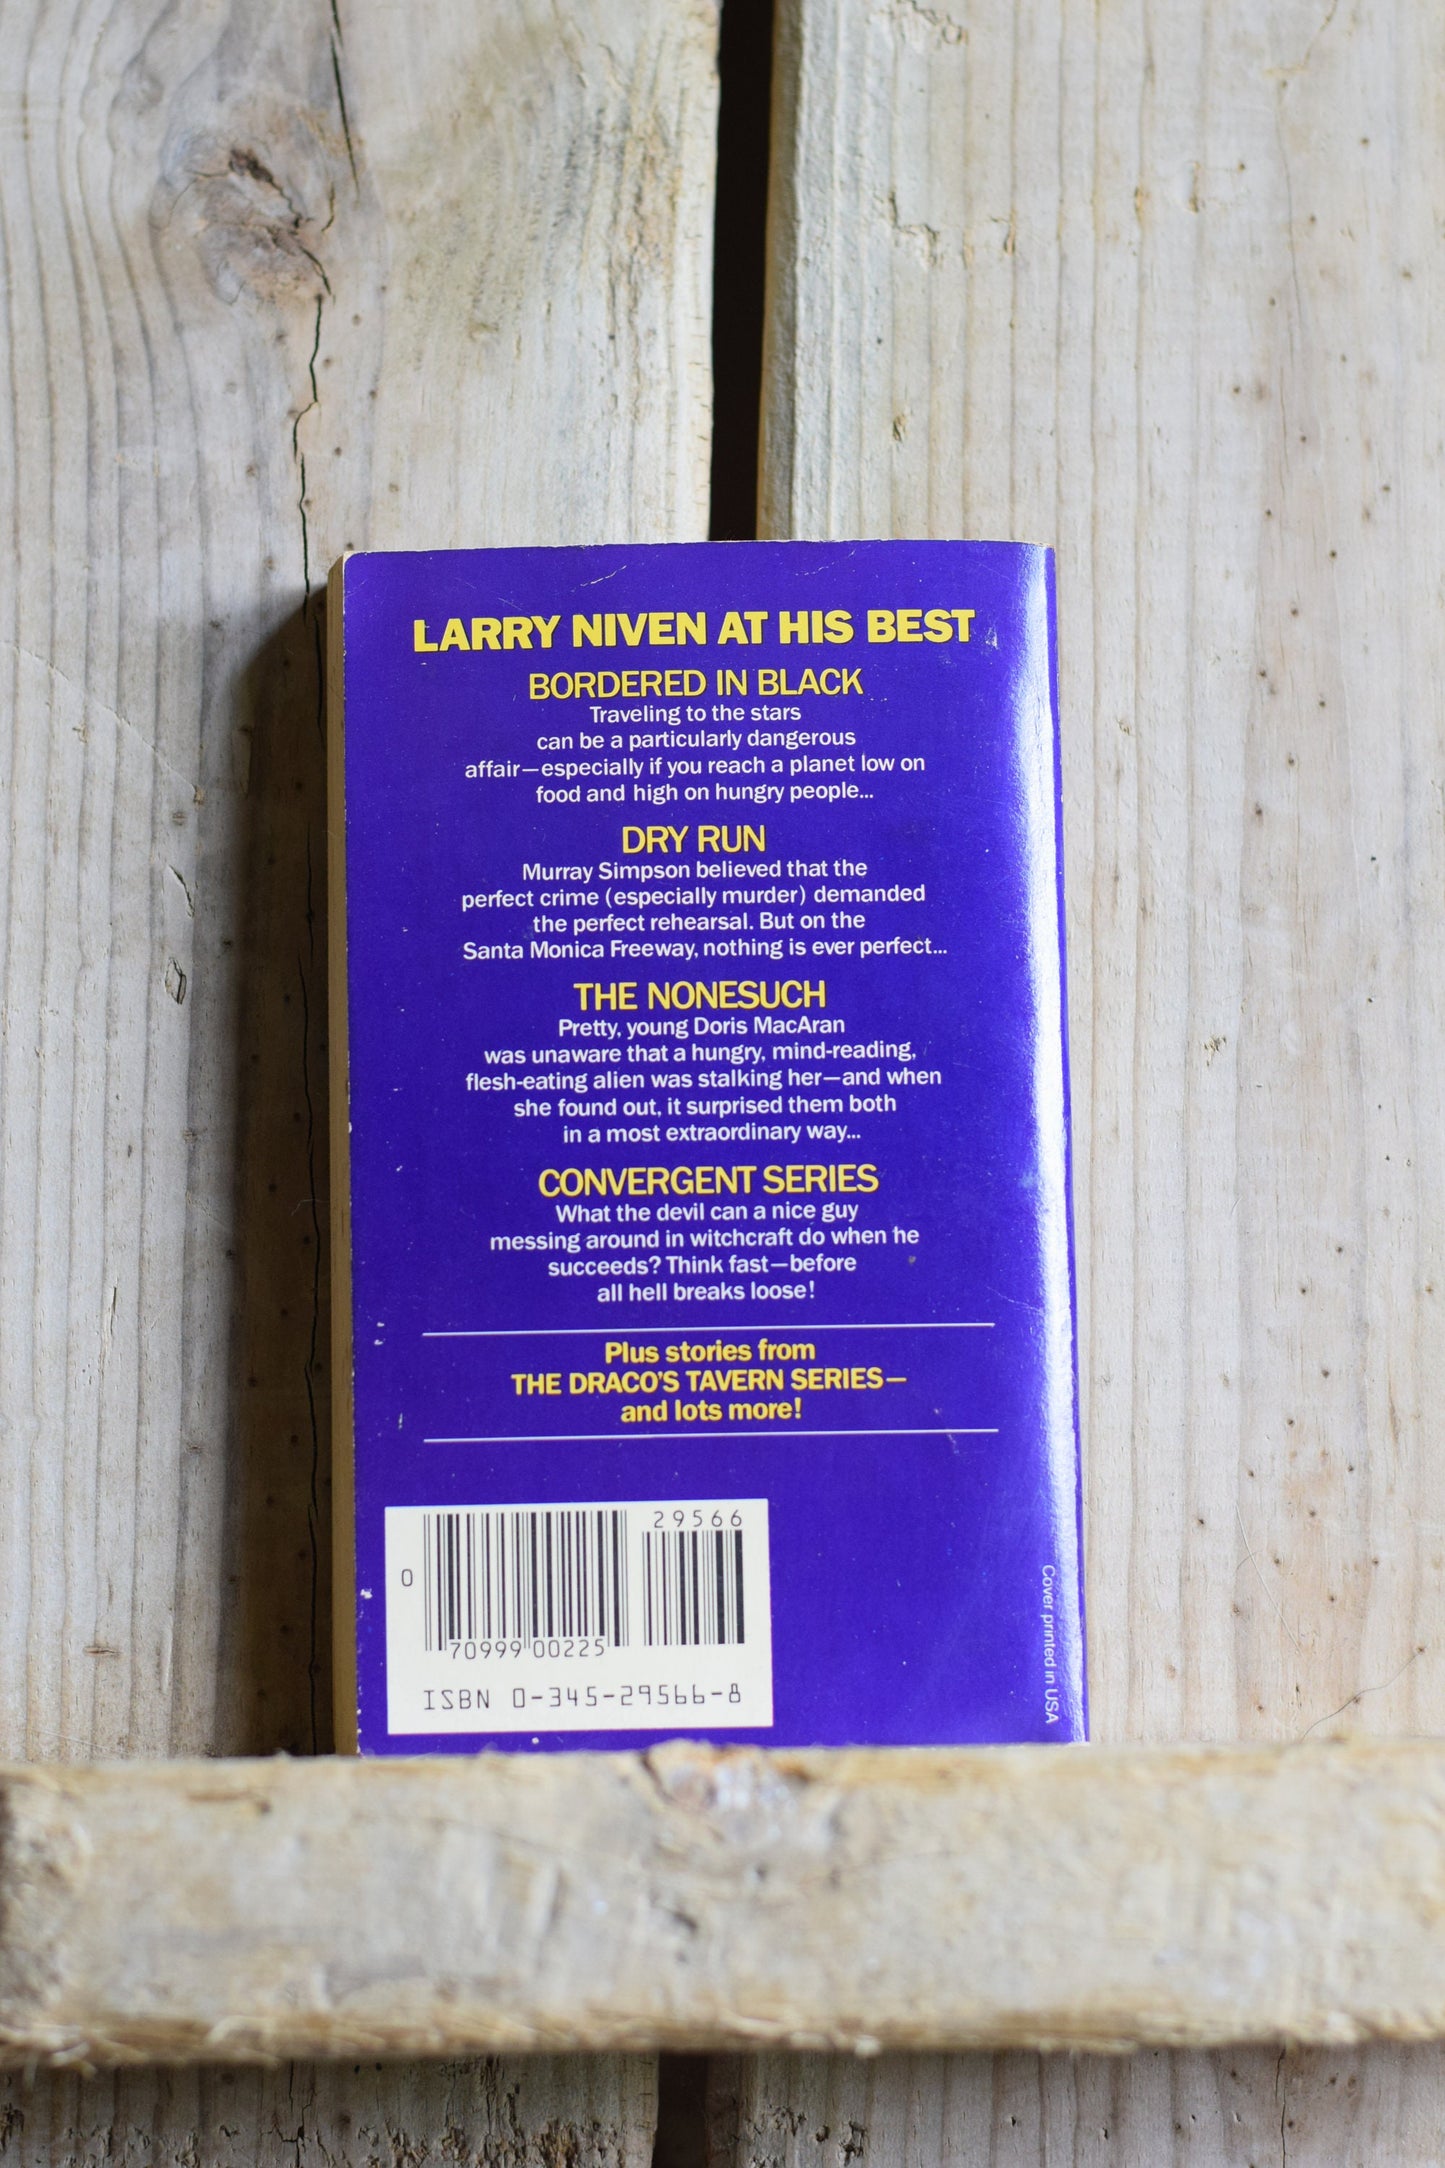 LARRY NIVEN AT HIS BEST
BORDERED IN BLACK
Traveling to the stars
can be a particularly dangerous
affair—especially if you reach a planet low on
food and high on hungry people...
DRY RUN
Murray Simpson believed that the
perfect crime (especially murder) demanded
the perfect rehearsal. But on the
Santa Monica Freeway, nothing is ever perfect...
THE NONESUCH
Pretty, young Doris MacAran
was unaware that a hungry, mind-reading,
flesh-eating alien was stalking her—and when
she found out, it surprised them both
in a most extraordinary way...
CONVERGENT SERIES
What the devil can a nice guy
messing around in witchcraft do when he
succeeds? Think fast—before
all hell breaks loose!
Plus stories from
THE DRACO'S TAVERN SERIES—
and lots more!
29566
0
70999 00225
ISBN 0-345-29566-8
Cover printed in USA